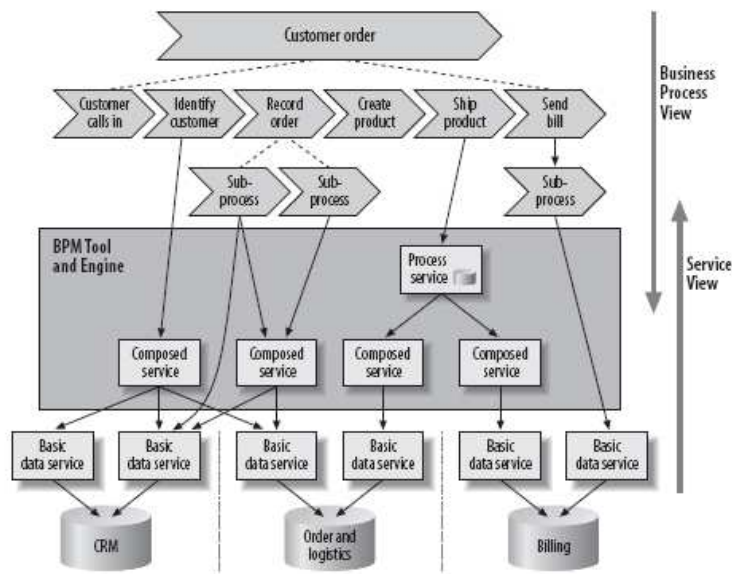 Customer order
Business
Process
View
Customer
calls in
Identify
customer
Record
order
Create
product
Ship
product
Send
bill
Sub-
process
Sub-
process
Sub-
process
BPM Tool
and Engine
Process
service
Service
View
Composed
service
Composed
service
Composed
service
Composed
service
Basic
data service
Basic
data service
Basic
data service
Basic
data service
Basic
data service
Basic
data service
CRM
Order and
logistics
Billing